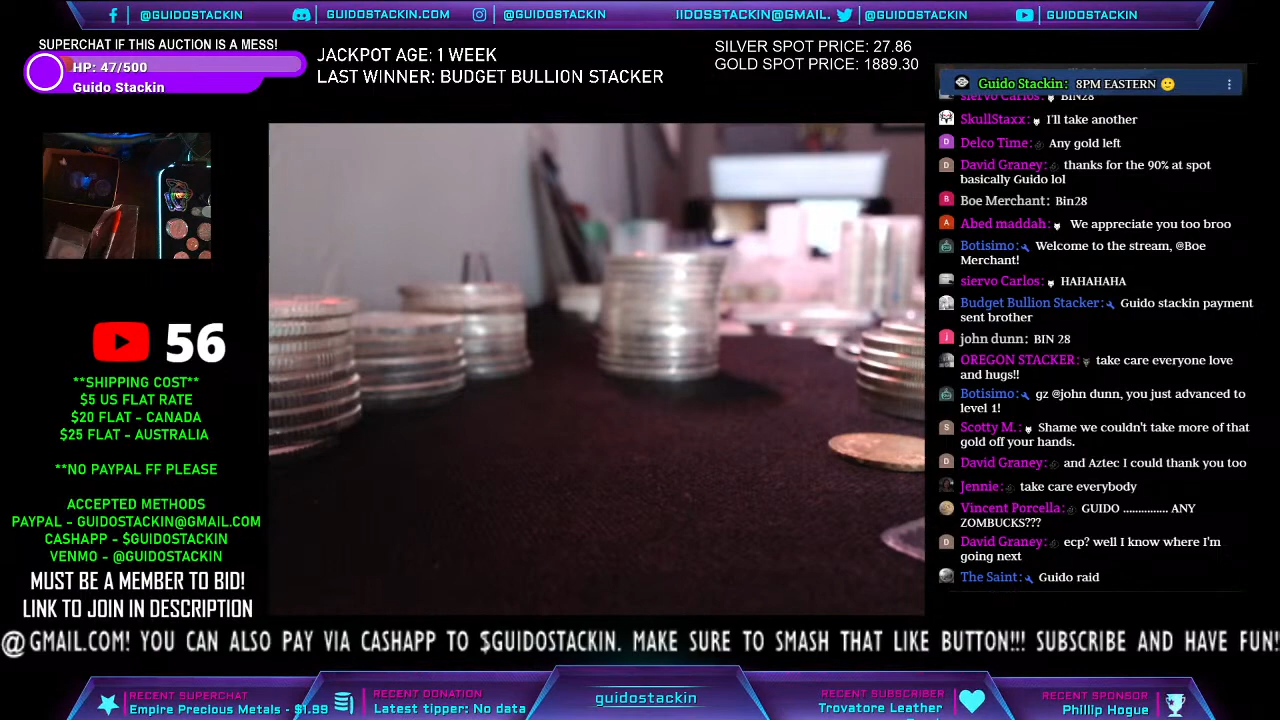 @GUIDOSTACKIN
GUIDOSTACKIN.COM
@GUIDOSTACKIN
IIDOSSTACKIN@GMAIL.
@GUIDOSTACKIN
GUIDOSTACKIN
SUPERCHAT IF THIS AUCTION IS A MESS!
HP: 47/500
Guido Stackin
JACKPOT AGE: 1 WEEK
LAST WINNER: BUDGET BULLION STACKER
SILVER SPOT PRICE: 27.86
GOLD SPOT PRICE: 1889.30
56
**SHIPPING COST**
$5 US FLAT RATE
$20 FLAT - CANADA
$25 FLAT - AUSTRALIA
**NO PAYPAL FF PLEASE
ACCEPTED METHODS
PAYPAL - GUIDOSTACKIN@GMAIL.COM
CASHAPP - $GUIDOSTACKIN
VENMO - @GUIDOSTACKIN
MUST BE A MEMBER TO BID!
LINK TO JOIN IN DESCRIPTION
Guido Stackin: 8PM EASTERN 🙂
siervo Carlos: BIN28
SkullStaxx: I'll take another
Delco Time: Any gold left
David Graney: thanks for the 90% at spot
basically Guido lol
Boe Merchant: Bin28
Abed maddah: We appreciate you too broo
Botisimo: Welcome to the stream, @Boe
Merchant!
siervo Carlos: HAHAHAHA
Budget Bullion Stacker: Guido stackin payment
sent brother
john dunn: BIN 28
OREGON STACKER: take care everyone love
and hugs!!
Botisimo: gz @john dunn, you just advanced to
level 1!
Scotty M.: Shame we couldn't take more of that
gold off your hands.
David Graney: and Aztec I could thank you too
Jennie: take care everybody
Vincent Porcella: GUIDO ............... ANY
ZOMBUCKS???
David Graney: ecp? well I know where I'm
going next
The Saint: Guido raid
@GMAIL.COM! YOU CAN ALSO PAY VIA CASHAPP TO $GUIDOSTACKIN. MAKE SURE TO SMASH THAT LIKE BUTTON!!! SUBSCRIBE AND HAVE FUN!
RECENT SUPERCHAT
Empire Precious Metals - $1.99
RECENT DONATION
Latest tipper: No data
guidostackin
RECENT SUBSCRIBER
Trovatore Leather
RECENT SPONSOR
Phillip Hogue